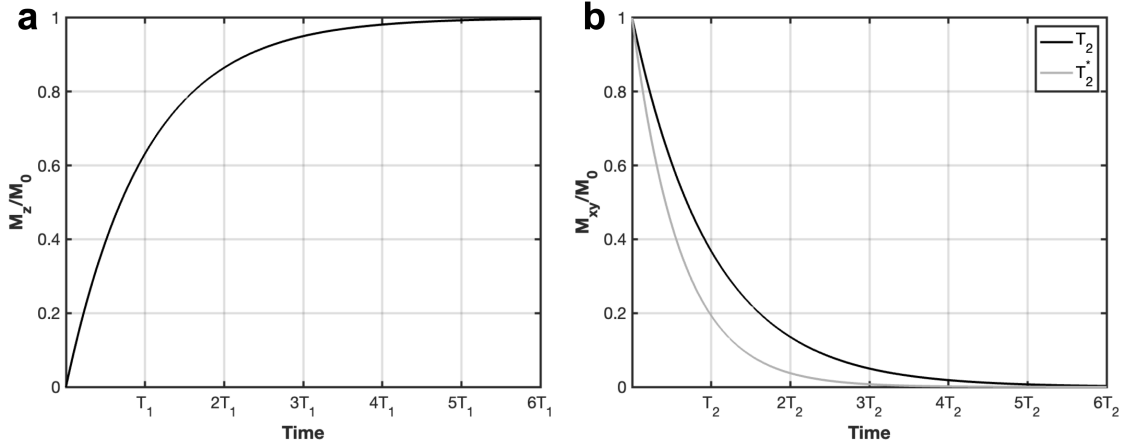 a
1
0.8
0.6
0.4
0.2
0
M_z/M_0
T_1
2T_1
3T_1
4T_1
5T_1
6T_1
Time
b
1
0.8
0.6
0.4
0.2
0
M_xy/M_0
T_2
2T_2
3T_2
4T_2
5T_2
6T_2
Time
T_2
T_2^*